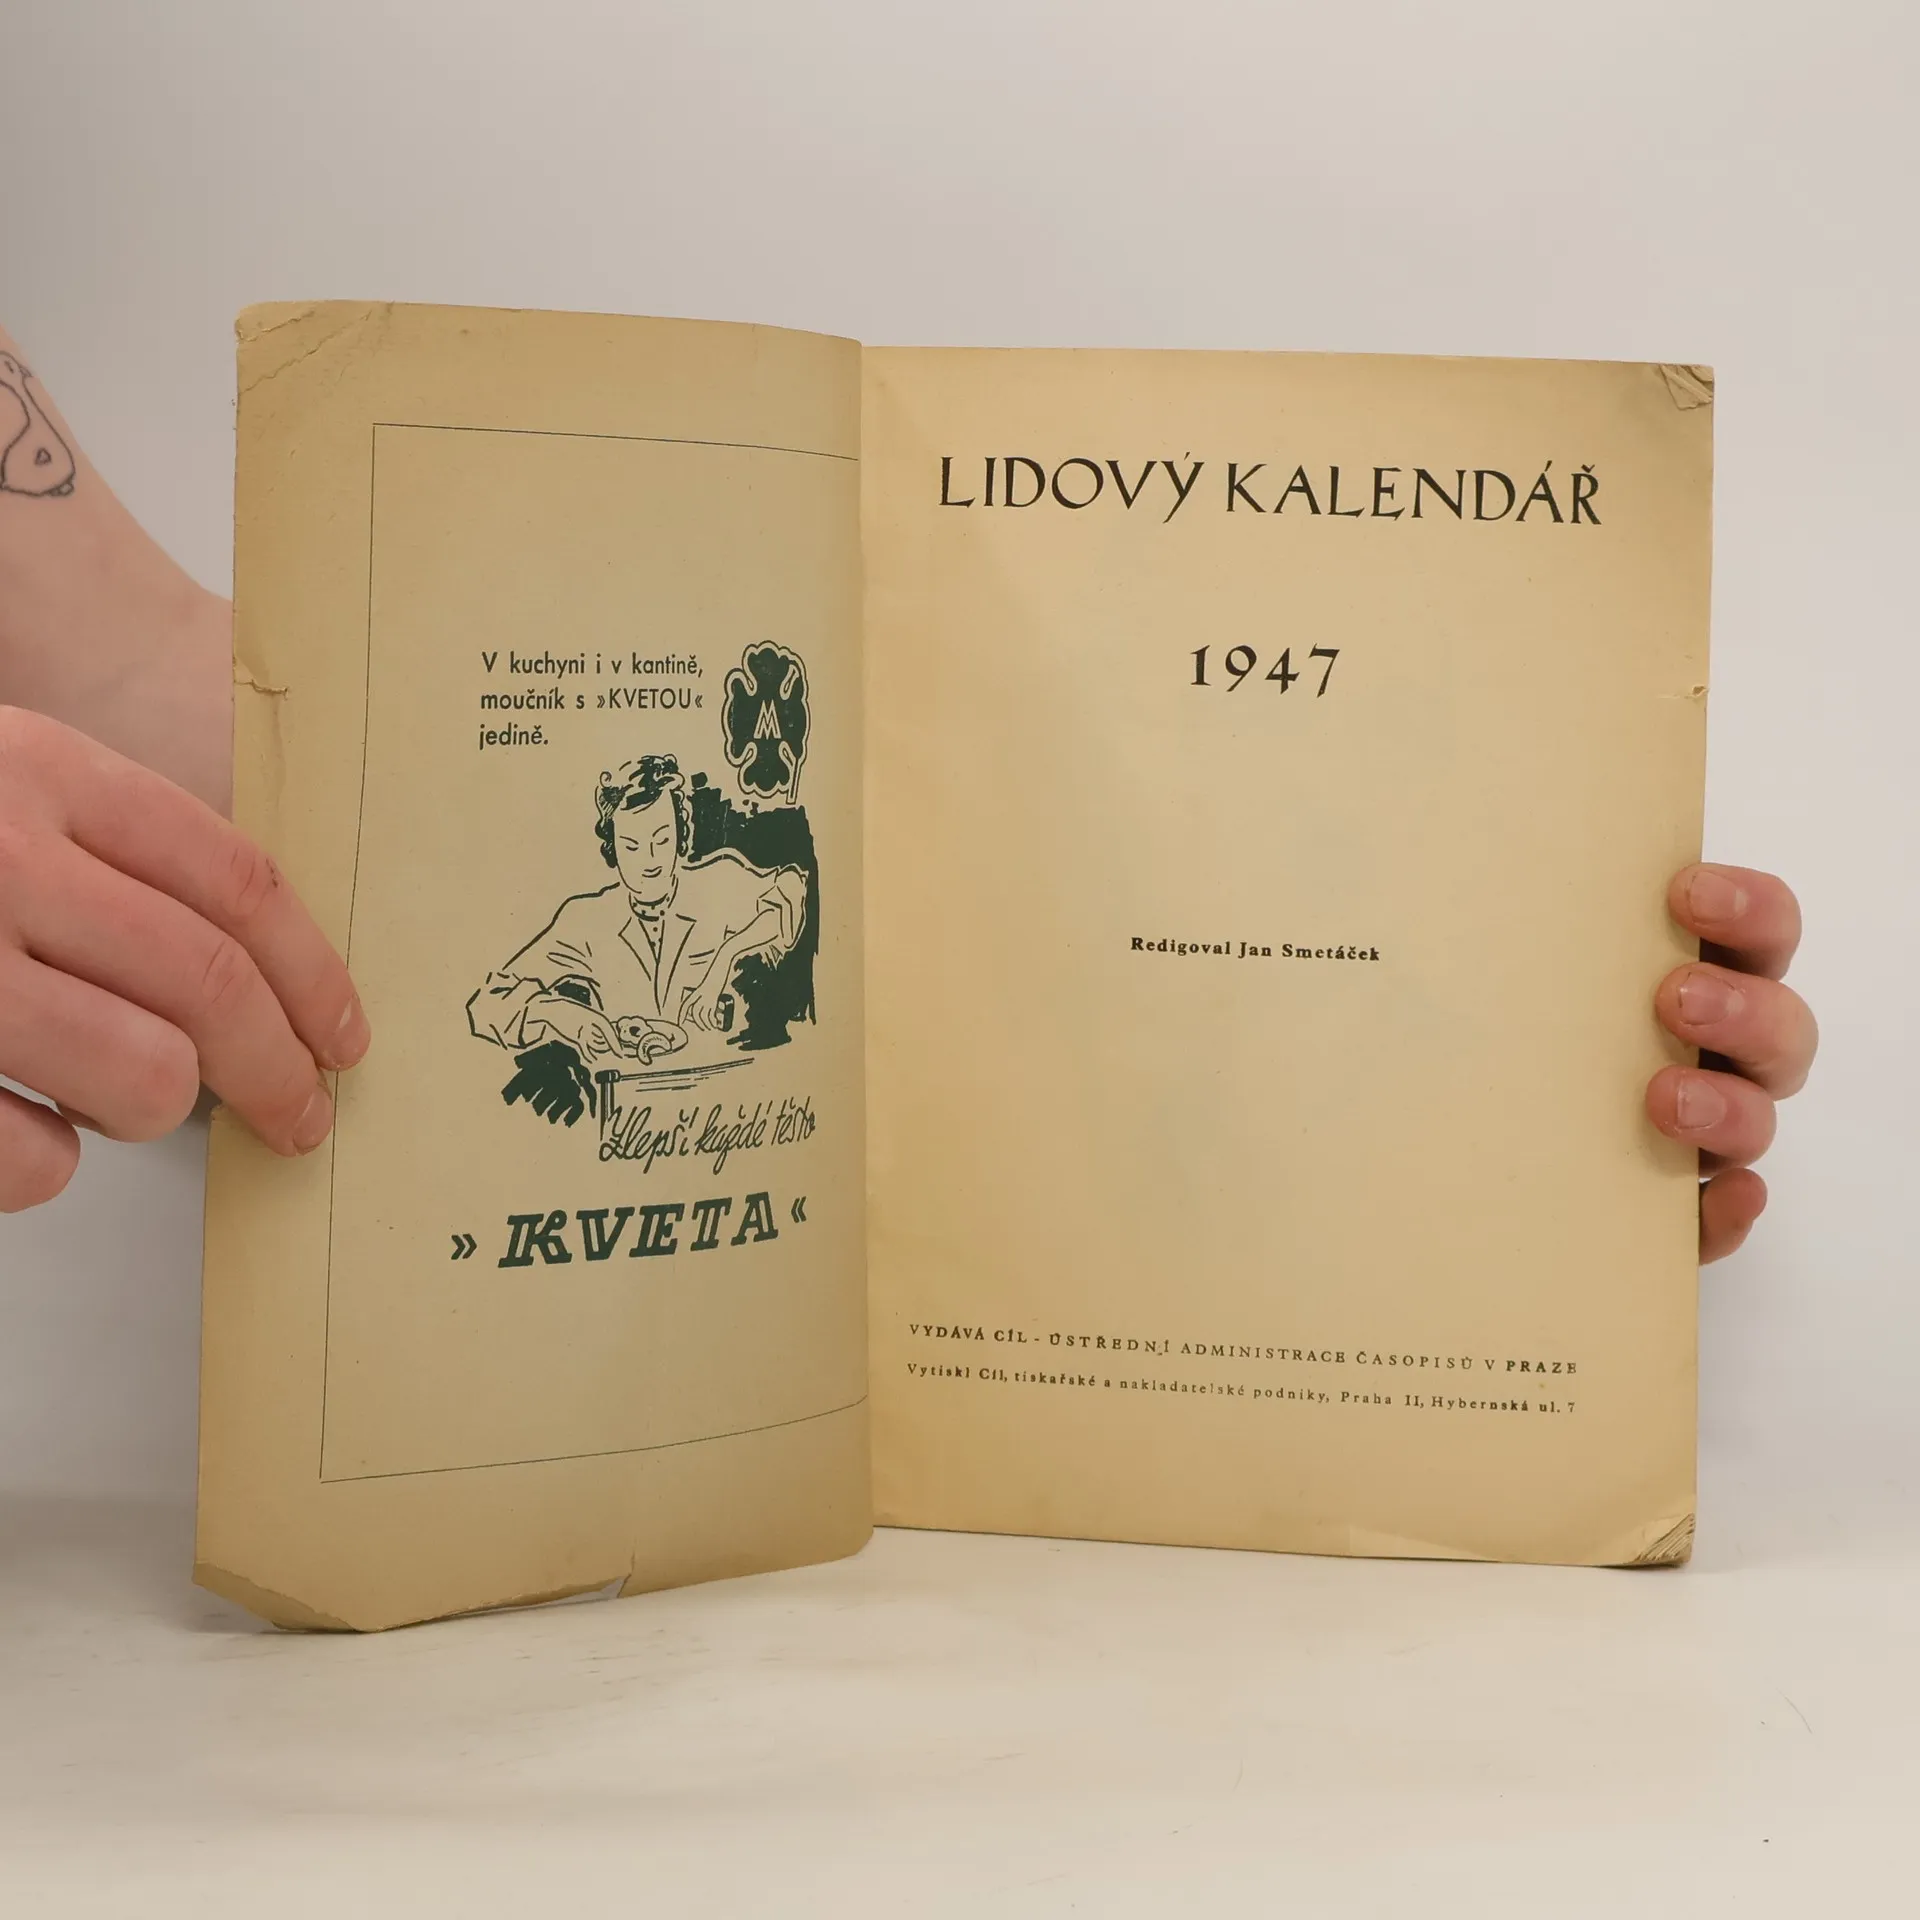 V kuchyni i v kantině,
moučník s »KVETOU«
jedině.
M
Zlepší každé těsto
» KVETA «
LIDOVÝ KALENDÁŘ
1947
Redigoval Jan Smetáček
VYDÁVÁ CÍL - ÚSTŘEDNÍ ADMINISTRACE ČASOPISŮ V PRAZE
Vytiskl Cíl, tiskařské a nakladatelské podniky, Praha II, Hybernská ul. 7